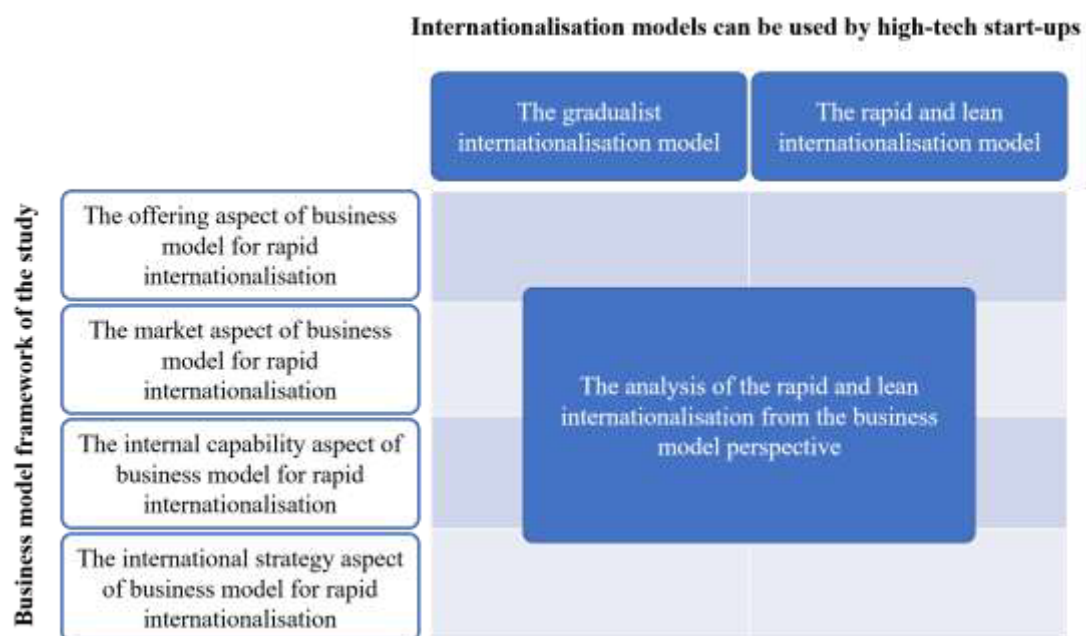 Internationalisation models can be used by high-tech start-ups
The gradualist
internationalisation model
The rapid and lean
internationalisation model
Business model framework of the study
The offering aspect of business
model for rapid
internationalisation
The market aspect of business
model for rapid
internationalisation
The internal capability aspect of
business model for rapid
internationalisation
The international strategy aspect
of business model for rapid
internationalisation
The analysis of the rapid and lean
internationalisation from the business
model perspective